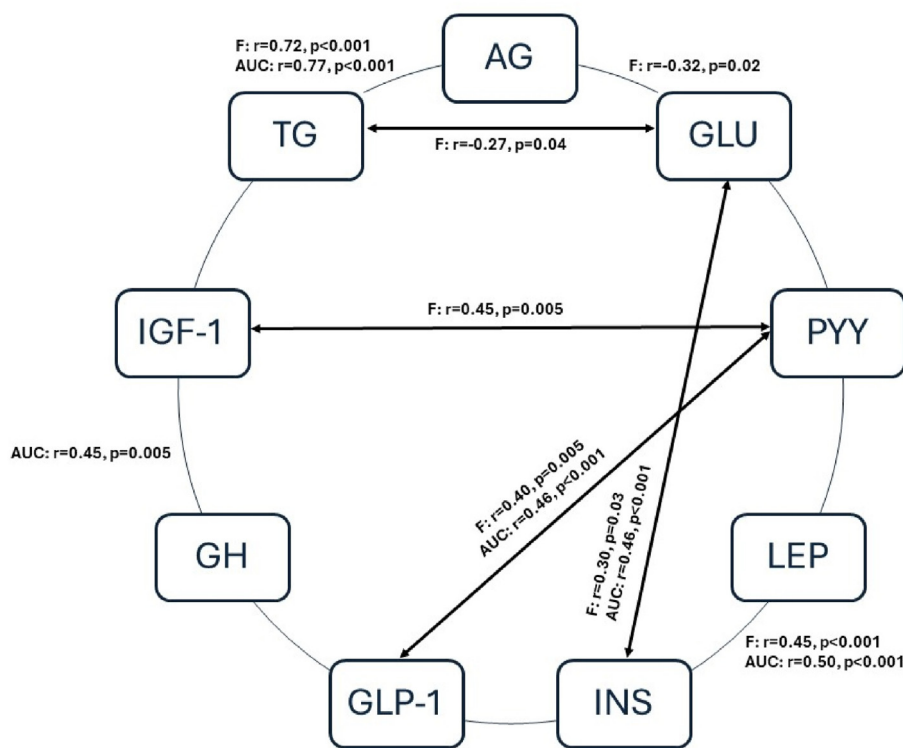 F: r=0.72, p<0.001
AUC: r=0.77, p<0.001
AG
F: r=-0.32, p=0.02
TG
GLU
F: r=-0.27, p=0.04
IGF-1
F: r=0.45, p=0.005
PYY
AUC: r=0.45, p=0.005
F: r=0.40, p=0.005
AUC: r=0.46, p<0.001
F: r=0.30, p=0.03
AUC: r=0.46, p<0.001
GH
LEP
F: r=0.45, p<0.001
AUC: r=0.50, p<0.001
GLP-1
INS